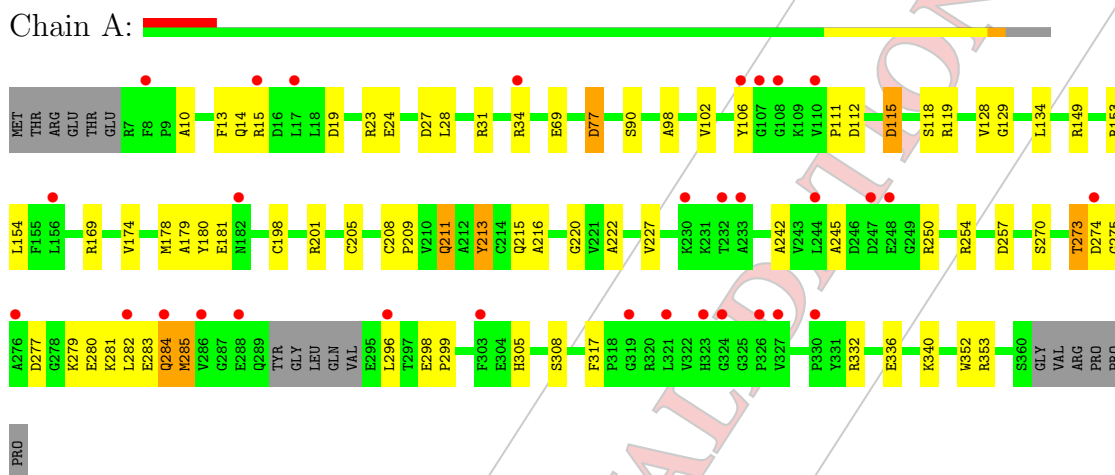 Chain A:
MET THR ARG GLU THR GLU R7 F8 P9 A10 F13 Q14 R15 D16 L17 L18 D19 R23 E24 D27 L28 R31 R34 E69 D77 S90 A98 V102 Y106 G107 G108 K109 V110 P111 D112 D115 S118 R119 V128 G129 L134 R149 R153
L154 F155 L156 R169 V174 M178 A179 Y180 E181 N182 C198 R201 C205 C208 P209 V210 Q211 A212 Y213 C214 Q215 A216 G220 V221 A222 V227 K230 K231 T232 A233 A242 V243 L244 A245 D246 D247 E248 G249 R250 R254 D257 S270 T273 D274 G275
A276 D277 G278 K279 E280 K281 L282 E283 Q284 M285 V286 G287 E288 Q289 TYR GLY LEU GLN VAL E295 L296 T297 E298 P299 F303 E304 H305 S308 F317 P318 G319 R320 L321 V322 H323 G324 G325 P326 V327 P330 Y331 R332 E336 K340 W352 R353 S360 GLY VAL ARG PRO PRO
PRO